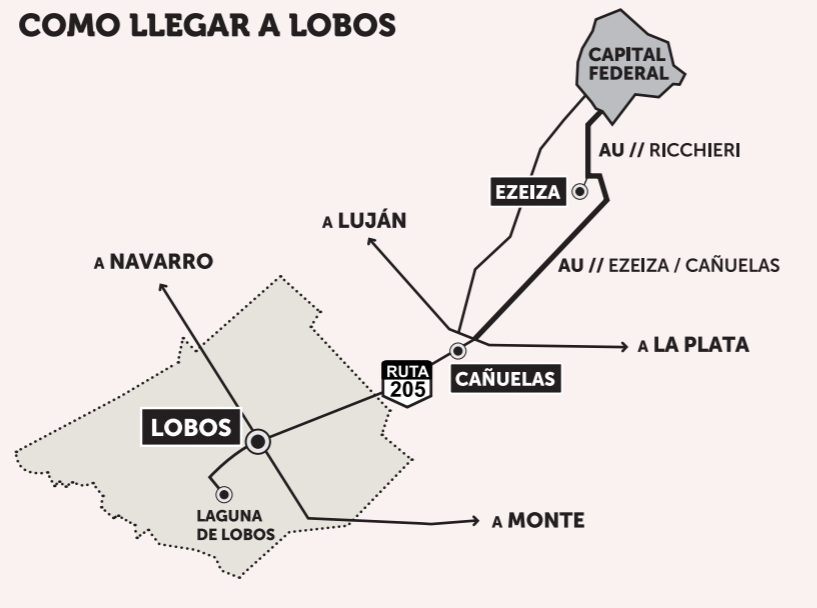 COMO LLEGAR A LOBOS
CAPITAL
FEDERAL
AU // RICCHIERI
EZEIZA
A LUJÁN
A NAVARRO
AU // EZEIZA / CAÑUELAS
A LA PLATA
RUTA
205
CAÑUELAS
LOBOS
LAGUNA
DE LOBOS
A MONTE